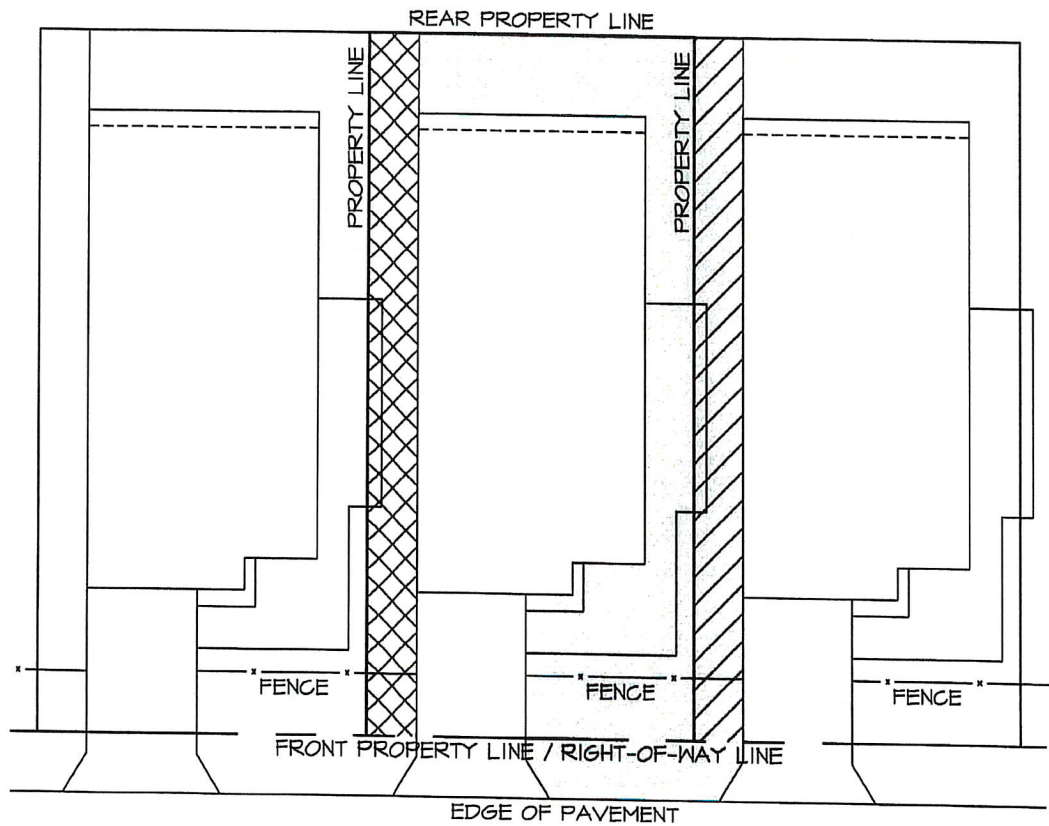 REAR PROPERTY LINE
PROPERTY LINE
PROPERTY LINE
FENCE
FENCE
FENCE
FRONT PROPERTY LINE / RIGHT-OF-WAY LINE
EDGE OF PAVEMENT